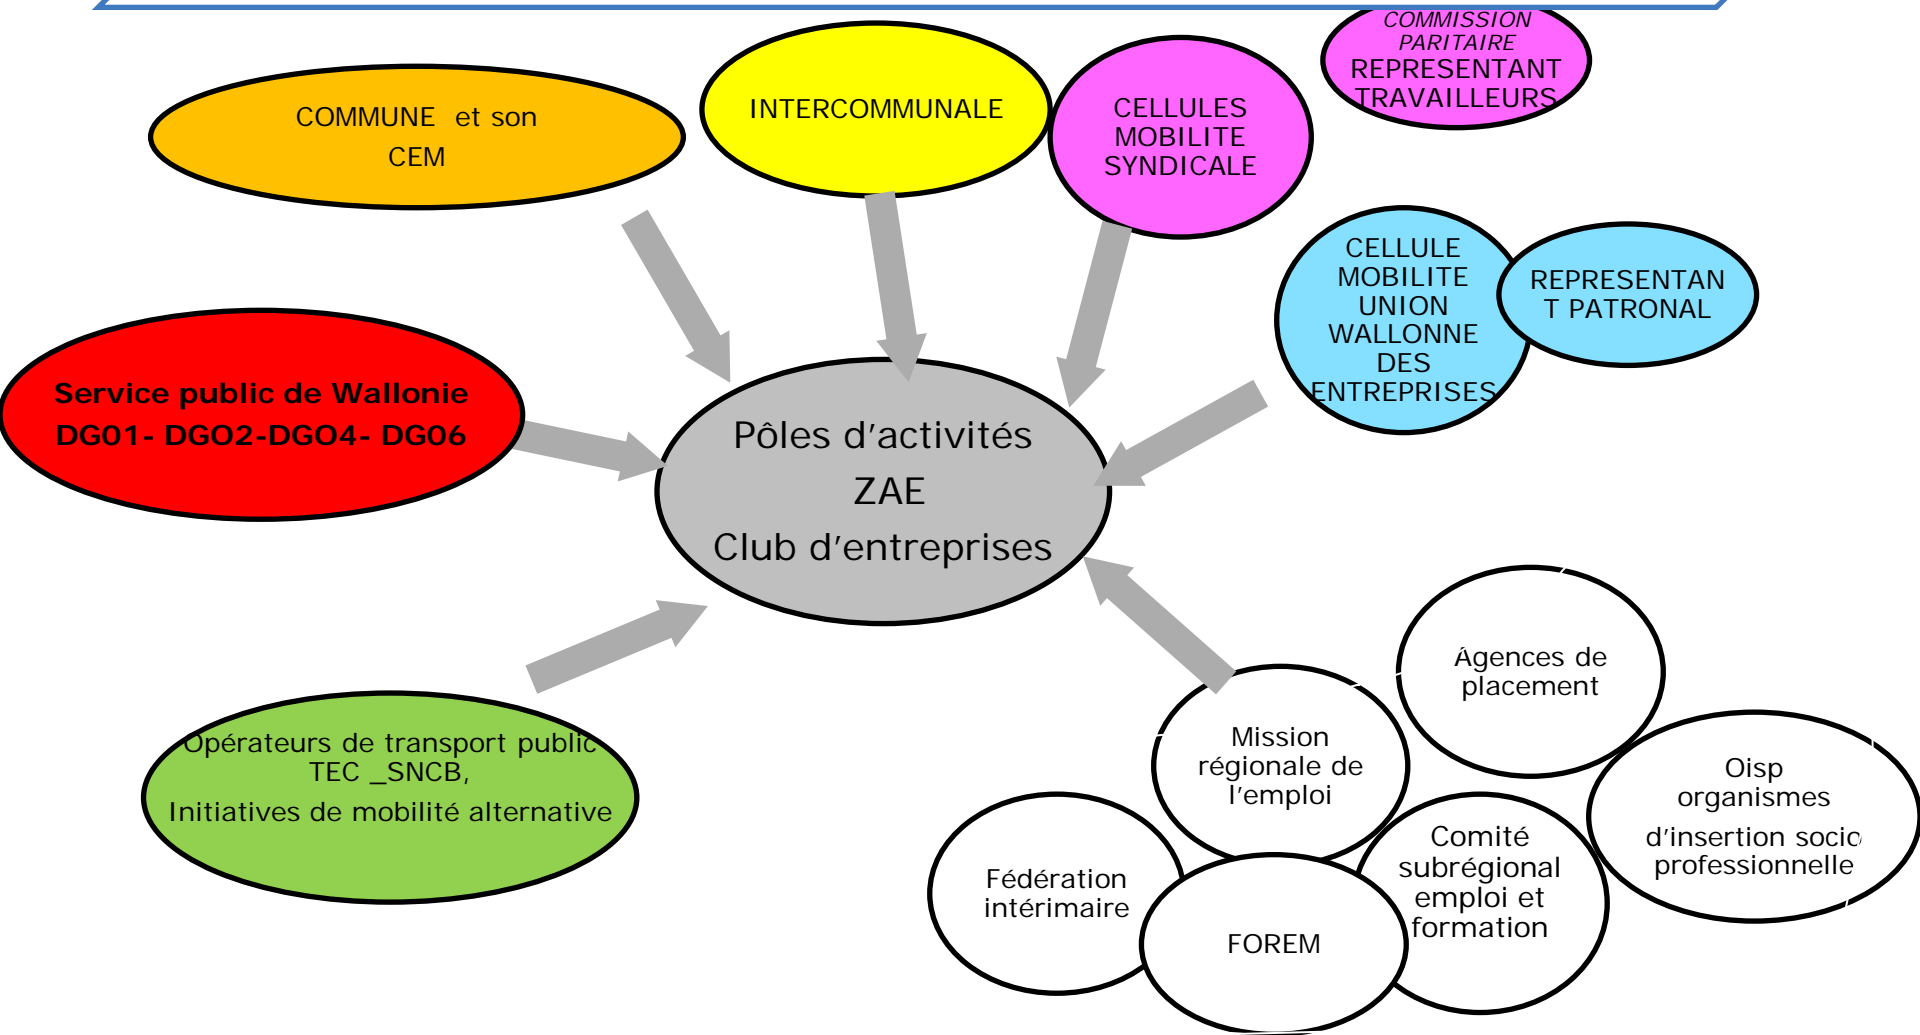 COMMISSION
PARITAIRE
REPRESENTANT
TRAVAILLEURS
COMMUNE et son
CEM
INTERCOMMUNALE
CELLULES
MOBILITE
SYNDICALE
CELLULE
MOBILITE
UNION
WALLONNE
DES
ENTREPRISES
REPRESENTAN
T PATRONAL
Service public de Wallonie
DG01- DGO2-DGO4- DG06
Pôles d'activités
ZAE
Club d'entreprises
Opérateurs de transport public
TEC _SNCB,
Initiatives de mobilité alternative
Agences de
placement
Mission
régionale de
l'emploi
Oisp
organismes
d'insertion socio
professionnelle
Comité
subrégional
emploi et
formation
Fédération
intérimaire
FOREM